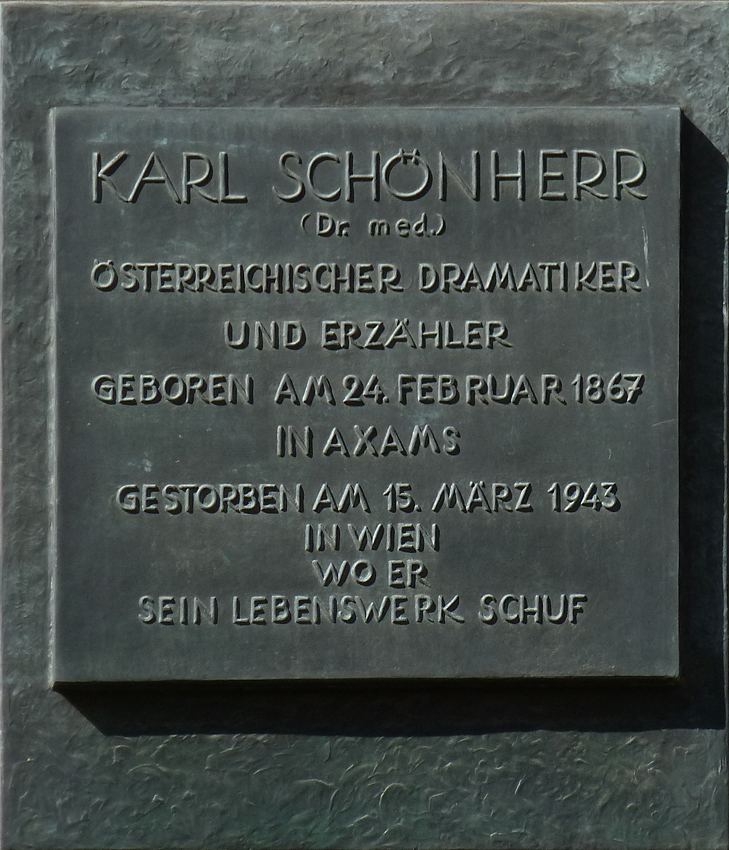 KARL SCHÖNHERR
(Dr. med.)
ÖSTERREICHISCHER DRAMATIKER
UND ERZÄHLER
GEBOREN AM 24. FEBRUAR 1867
IN AXAMS
GESTORBEN AM 15. MÄRZ 1943
IN WIEN
WO ER
SEIN LEBENSWERK SCHUF